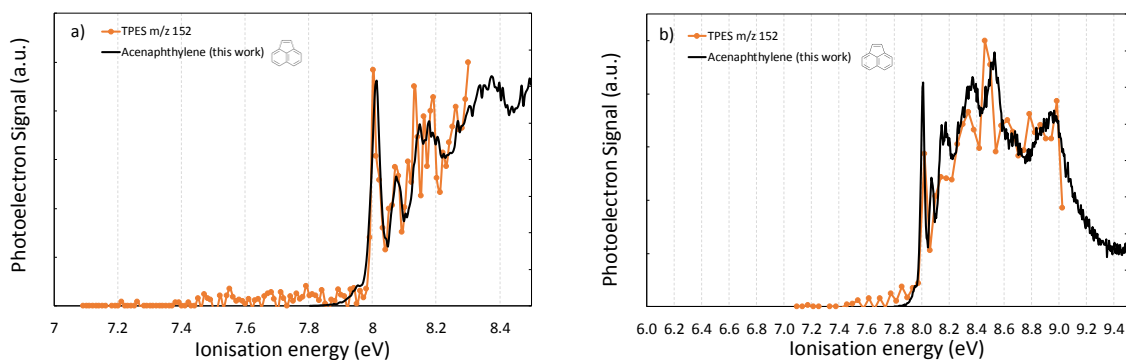 a)
TPES m/z 152
Acenaphthylene (this work)
Photoelectron Signal (a.u.)
7 7.2 7.4 7.6 7.8 8 8.2 8.4
Ionisation energy (eV)
b)
TPES m/z 152
Acenaphthylene (this work)
Photoelectron Signal (a.u.)
6.0 6.2 6.4 6.6 6.8 7.0 7.2 7.4 7.6 7.8 8.0 8.2 8.4 8.6 8.8 9.0 9.2 9.4
Ionisation energy (eV)